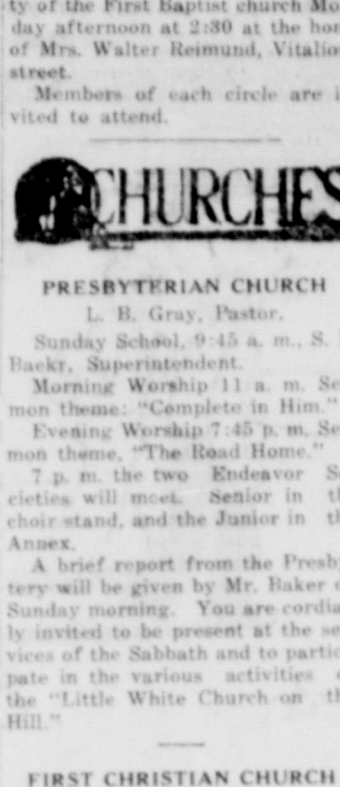 ty of the First Baptist church Mo
day afternoon at 2:30 at the hom
of Mrs. Walter Reimund, Vitalio
street.
Members of each circle are i
vited to attend.
CHURCHES
PRESBYTERIAN CHURCH
L. B. Gray, Pastor.
Sunday School, 9:45 a. m., S.
Baekr, Superintendent.
Morning Worship 11 a. m. Se
mon theme: "Complete in Him."
Evening Worship 7:45 p. m. Se
mon theme, "The Road Home."
7 p. m. the two Endeavor S
cieties will meet. Senior in th
choir stand, and the Junior in th
Annex.
A brief report from the Presby
tery will be given by Mr. Baker o
Sunday morning. You are cordia
ly invited to be present at the se
vices of the Sabbath and to partic
pate in the various activities o
the "Little White Church on th
Hill."
FIRST CHRISTIAN CHURCH